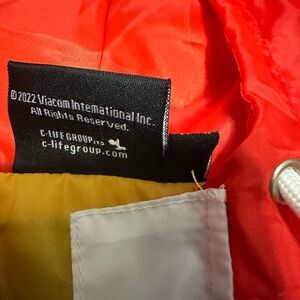 ©2022 Viacom International Inc.
All Rights Reserved.
C-LIFE GROUP LTD
c-lifegroup.com